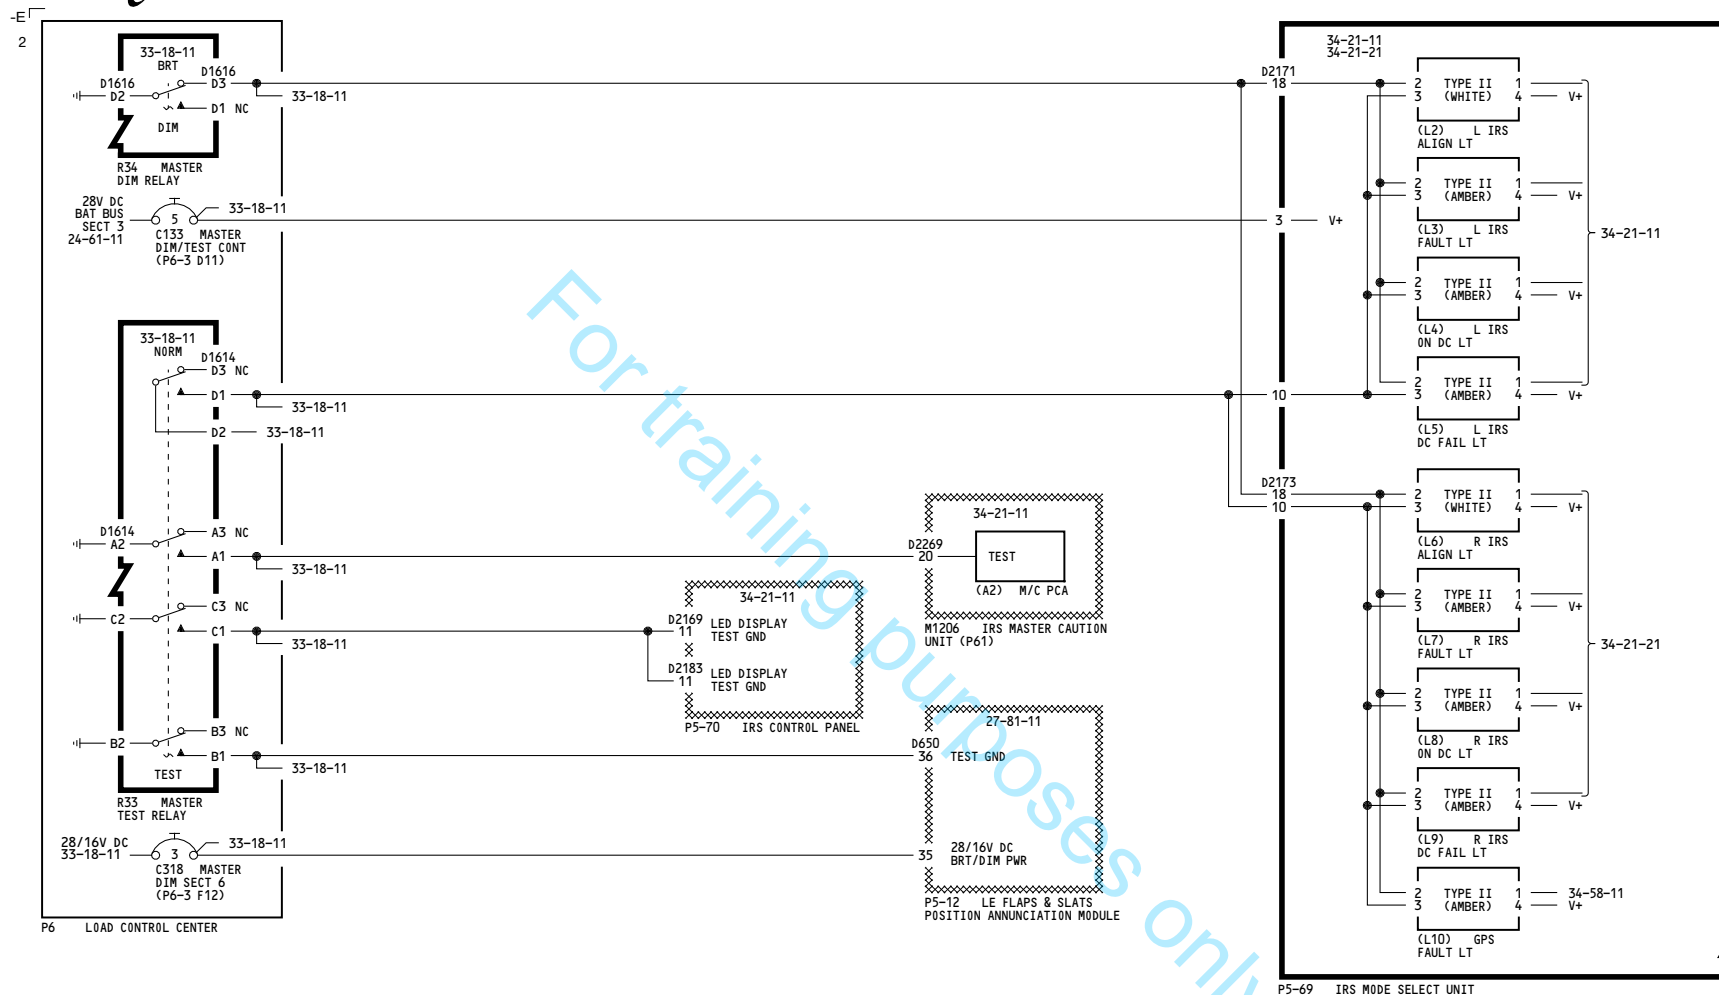 -E
2
33-18-11
BRT
D1616
D1616
D2
D3
33-18-11
D1 NC
DIM
R34 MASTER
DIM RELAY
28V DC
BAT BUS
SECT 3
24-61-11
5
33-18-11
C133 MASTER
DIM/TEST CONT
(P6-3 D11)
33-18-11
NORM
D1614
D3 NC
D1
33-18-11
D2
33-18-11
D1614
A2
A3 NC
A1
33-18-11
C2
C3 NC
C1
33-18-11
B2
B3 NC
B1
33-18-11
TEST
R33 MASTER
TEST RELAY
28/16V DC
33-18-11
3
33-18-11
C318 MASTER
DIM SECT 6
(P6-3 F12)
P6 LOAD CONTROL CENTER
34-21-11
D2169
11
LED DISPLAY
TEST GND
D2183
11
LED DISPLAY
TEST GND
P5-70 IRS CONTROL PANEL
34-21-11
D2269
20
TEST
(A2) M/C PCA
M1206 IRS MASTER CAUTION
UNIT (P61)
27-81-11
D650
36
TEST GND
35
28/16V DC
BRT/DIM PWR
P5-12 LE FLAPS & SLATS
POSITION ANNUNCIATION MODULE
34-21-11
34-21-21
D2171
18
3
V+
10
D2173
18
10
2 TYPE II 1
3 (WHITE) 4 V+
(L2) L IRS
ALIGN LT
2 TYPE II 1
3 (AMBER) 4 V+
(L3) L IRS
FAULT LT
34-21-11
2 TYPE II 1
3 (AMBER) 4 V+
(L4) L IRS
ON DC LT
2 TYPE II 1
3 (AMBER) 4 V+
(L5) L IRS
DC FAIL LT
2 TYPE II 1
3 (WHITE) 4 V+
(L6) R IRS
ALIGN LT
2 TYPE II 1
3 (AMBER) 4 V+
(L7) R IRS
FAULT LT
34-21-21
2 TYPE II 1
3 (AMBER) 4 V+
(L8) R IRS
ON DC LT
2 TYPE II 1
3 (AMBER) 4 V+
(L9) R IRS
DC FAIL LT
2 TYPE II 1 34-58-11
3 (AMBER) 4 V+
(L10) GPS
FAULT LT
P5-69 IRS MODE SELECT UNIT
For training purposes only